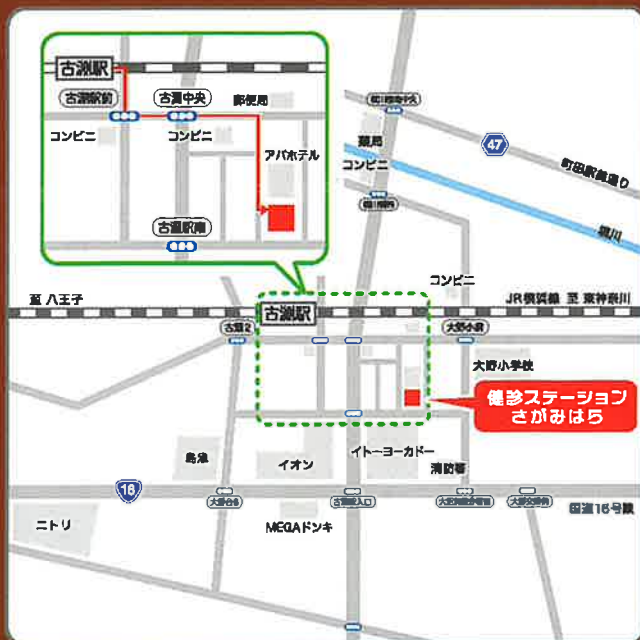 古淵駅
古淵駅前
古淵中央
郵便局
コンビニ
コンビニ
アパホテル
古淵駅南
薬局
コンビニ
47
町田駅前通り
境川
コンビニ
至 八王子
古淵駅
JR横浜線 至 東神奈川
古淵2
大野小前
大野小学校
健診ステーション
さがみはら
島忠
イオン
イトーヨーカドー
消防署
16
古淵駅入口
国道16号線
ニトリ
MEGAドンキ